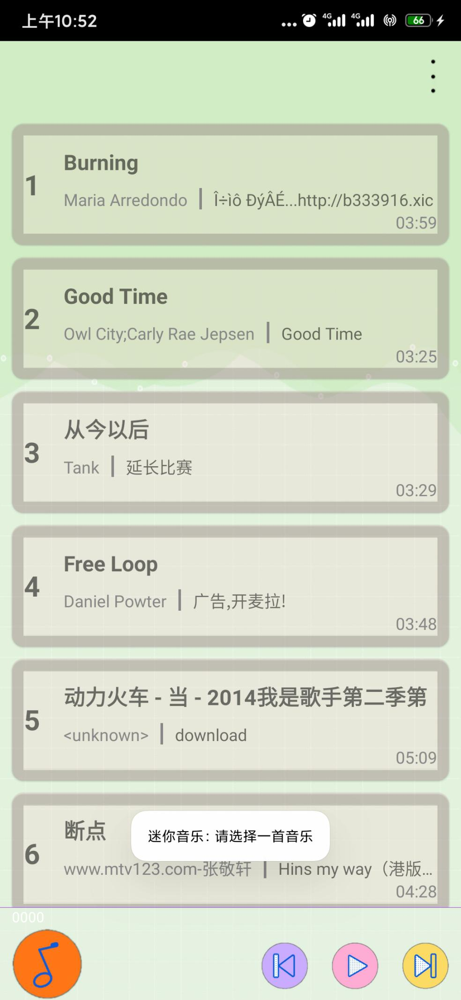 上午10:52
4G 4G 66
1
Burning
Maria Arredondo | Î÷ìô ÐýÂÉ...http://b333916.xic
03:59
2
Good Time
Owl City;Carly Rae Jepsen | Good Time
03:25
3
从今以后
Tank | 延长比赛
03:29
4
Free Loop
Daniel Powter | 广告,开麦拉!
03:48
5
动力火车 - 当 - 2014我是歌手第二季第
<unknown> | download
05:09
6
断点
迷你音乐: 请选择一首音乐
www.mtv123.com-张敬轩 | Hins my way（港版...
04:28
0000